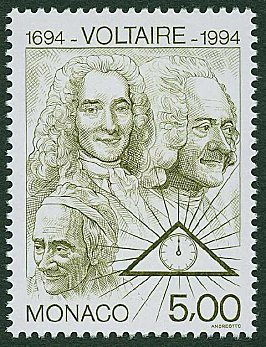 1694 - VOLTAIRE - 1994
MONACO 5,00
ANDREOTTO